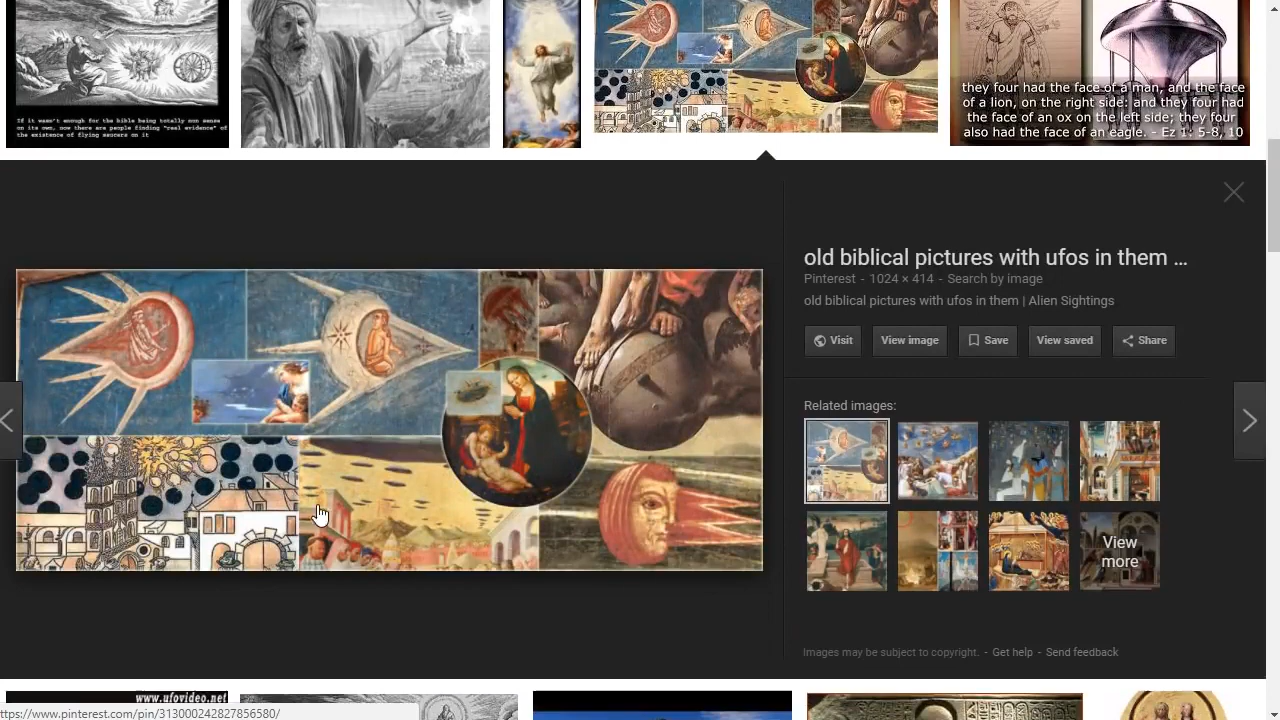 If it wasn't enough for the bible being totally non sense
on its own, now there are people finding "real evidence" of
the existence of flying saucers on it
they four had the face of a man, and the face
of a lion, on the right side: and they four had
the face of an ox on the left side; they four
also had the face of an eagle. - Ez 1: 5-8, 10
old biblical pictures with ufos in them ...
Pinterest - 1024 × 414 - Search by image
old biblical pictures with ufos in them | Alien Sightings
Visit
View image
Save
View saved
Share
Related images:
View
more
Images may be subject to copyright. - Get help - Send feedback
www.ufovideo.net
ttps://www.pinterest.com/pin/313000242827856580/